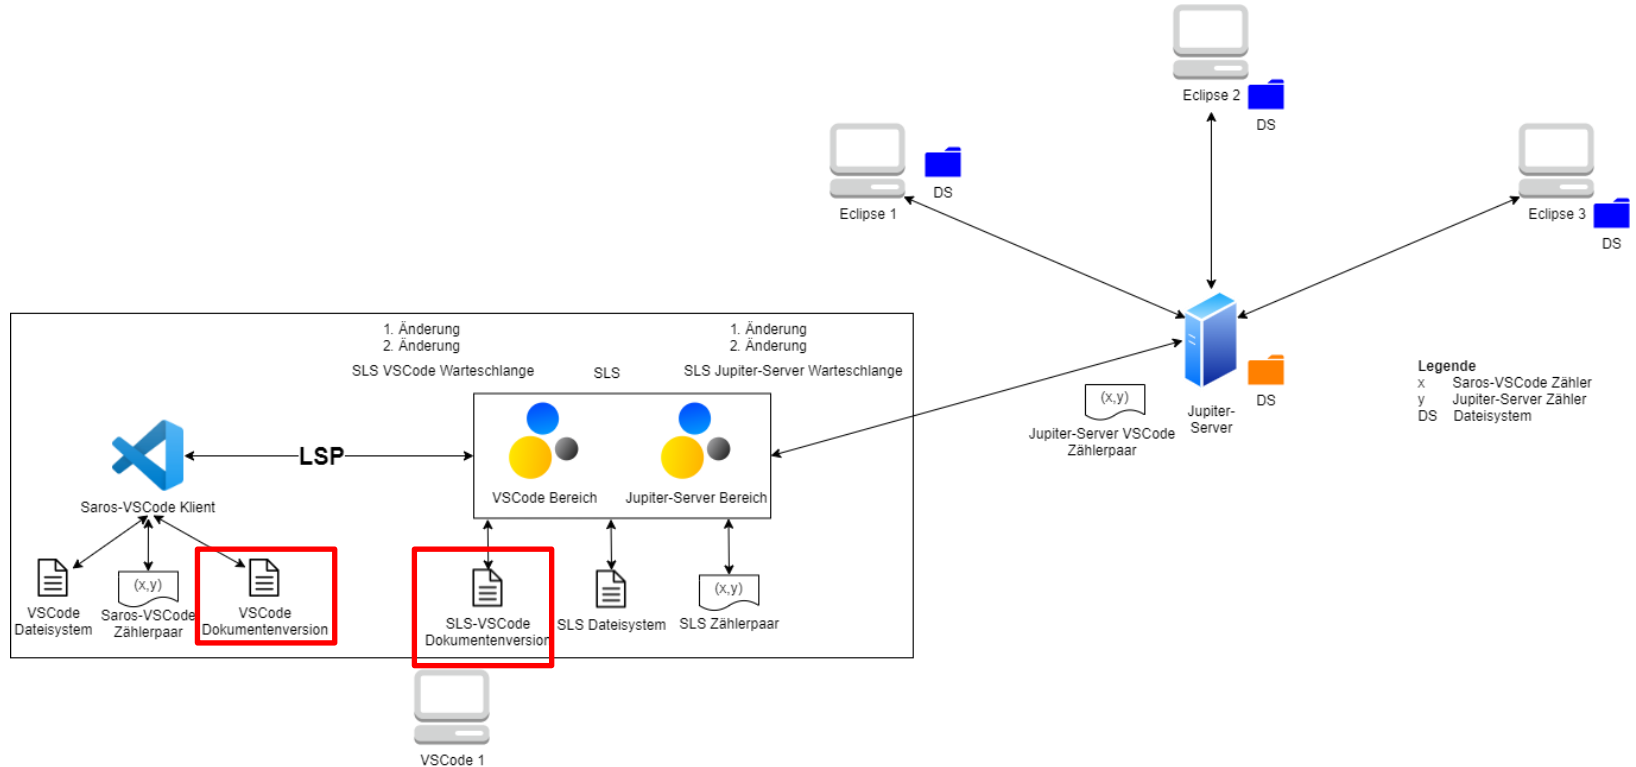 Eclipse 2
DS
Eclipse 1
DS
Eclipse 3
DS
1. Änderung
2. Änderung
SLS VSCode Warteschlange
SLS
1. Änderung
2. Änderung
SLS Jupiter-Server Warteschlange
(x,y)
Jupiter-Server VSCode
Zählerpaar
Jupiter-
Server
DS
Legende
x Saros-VSCode Zähler
y Jupiter-Server Zähler
DS Dateisystem
LSP
VSCode Bereich
Jupiter-Server Bereich
Saros-VSCode Klient
VSCode
Dateisystem
(x,y)
Saros-VSCode
Zählerpaar
VSCode
Dokumentenversion
SLS-VSCode
Dokumentenversion
SLS Dateisystem
(x,y)
SLS Zählerpaar
VSCode 1